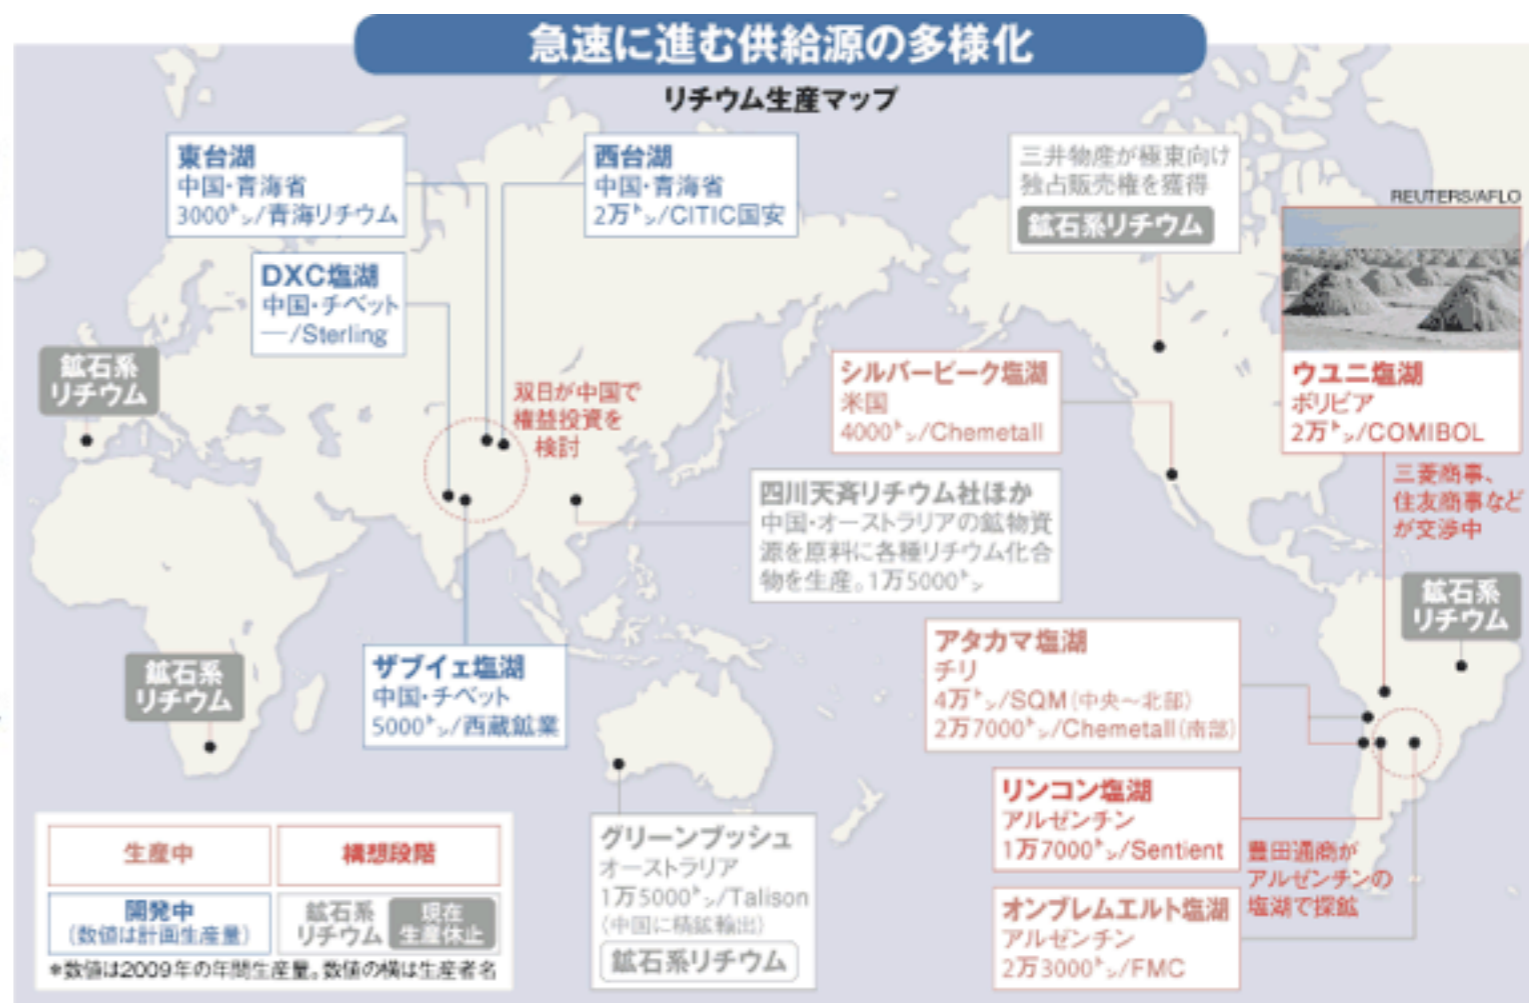 急速に進む供給源の多様化
リチウム生産マップ
東台湖
中国・青海省
3000㌧/青海リチウム
西台湖
中国・青海省
2万㌧/CITIC国安
三井物産が極東向け
独占販売権を獲得
鉱石系リチウム
REUTERS/AFLO
DXC塩湖
中国・チベット
―/Sterling
鉱石系
リチウム
双日が中国で
権益投資を
検討
シルバーピーク塩湖
米国
4000㌧/Chemetall
ウユニ塩湖
ボリビア
2万㌧/COMIBOL
三菱商事、
住友商事など
が交渉中
四川天斉リチウム社ほか
中国・オーストラリアの鉱物資
源を原料に各種リチウム化合
物を生産。1万5000㌧
鉱石系
リチウム
アタカマ塩湖
チリ
4万㌧/SQM(中央～北部)
2万7000㌧/Chemetall(南部)
鉱石系
リチウム
ザブイェ塩湖
中国・チベット
5000㌧/西蔵鉱業
リンコン塩湖
アルゼンチン
1万7000㌧/Sentient
豊田通商が
アルゼンチンの
塩湖で探鉱
グリーンブッシュ
オーストラリア
1万5000㌧/Talison
(中国に精鉱輸出)
鉱石系リチウム
オンブレムエルト塩湖
アルゼンチン
2万3000㌧/FMC
生産中
構想段階
開発中
(数値は計画生産量)
鉱石系
リチウム
現在
生産休止
*数値は2009年の年間生産量。数値の横は生産者名